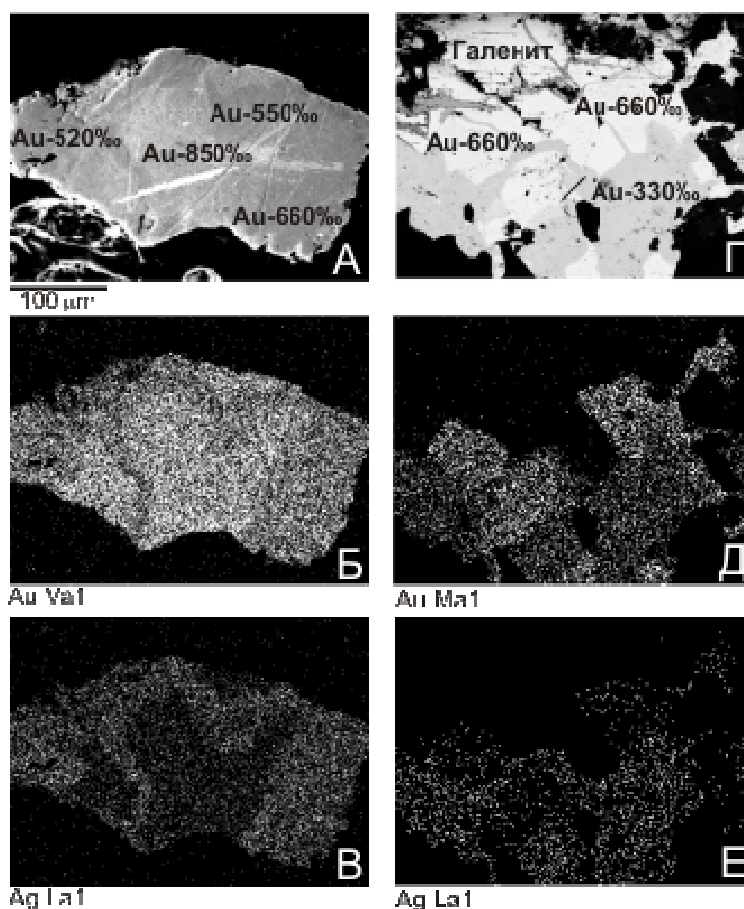 Au-550‰
Au-520‰
Au-850‰
Au-660‰
А
100 µm
Галенит
Au-660‰
Au-660‰
Au-330‰
Г
Б
Au Va1
Д
Au Ma1
В
Ag La1
Е
Ag La1